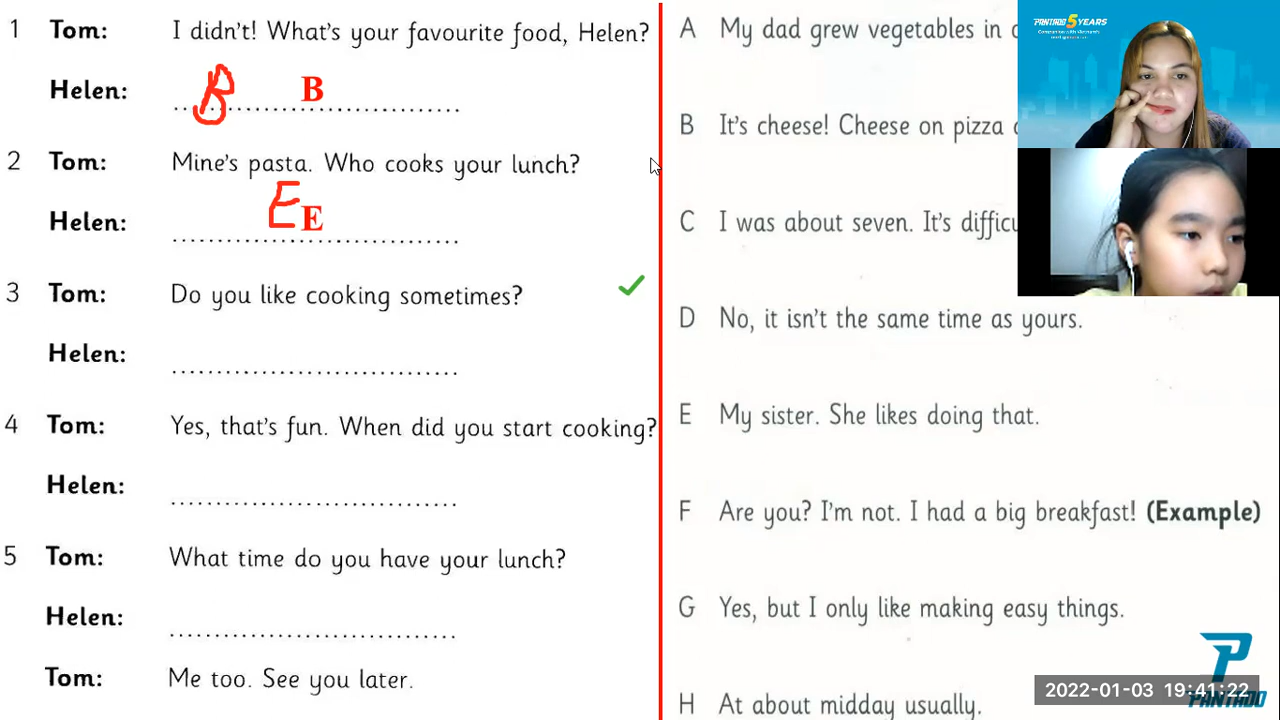 1 Tom: I didn't! What's your favourite food, Helen?
Helen: B B
2 Tom: Mine's pasta. Who cooks your lunch?
Helen: E E
3 Tom: Do you like cooking sometimes?
Helen: ................................
4 Tom: Yes, that's fun. When did you start cooking?
Helen: ................................
5 Tom: What time do you have your lunch?
Helen: ................................
Tom: Me too. See you later.
A My dad grew vegetables in
B It's cheese! Cheese on pizza
C I was about seven. It's
D No, it isn't the same time as yours.
E My sister. She likes doing that.
F Are you? I'm not. I had a big breakfast! (Example)
G Yes, but I only like making easy things.
H At about midday usually.
PANTADO 5 YEARS
2022-01-03 19:41:22
PANTADO